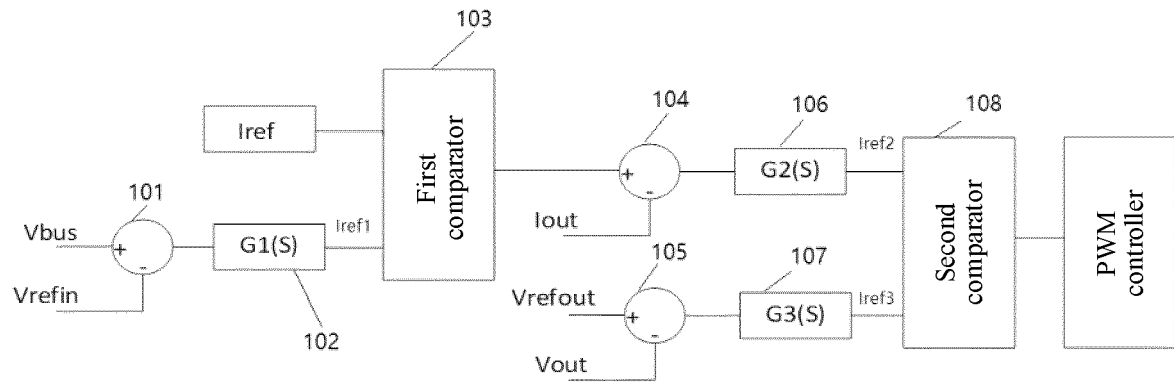 103
Iref
First
comparator
101
Vbus
+
-
Vrefin
G1(S)
Iref1
102
104
+
-
Iout
106
G2(S)
Iref2
105
Vrefout
+
-
Vout
107
G3(S)
Iref3
108
Second
comparator
PWM
controller